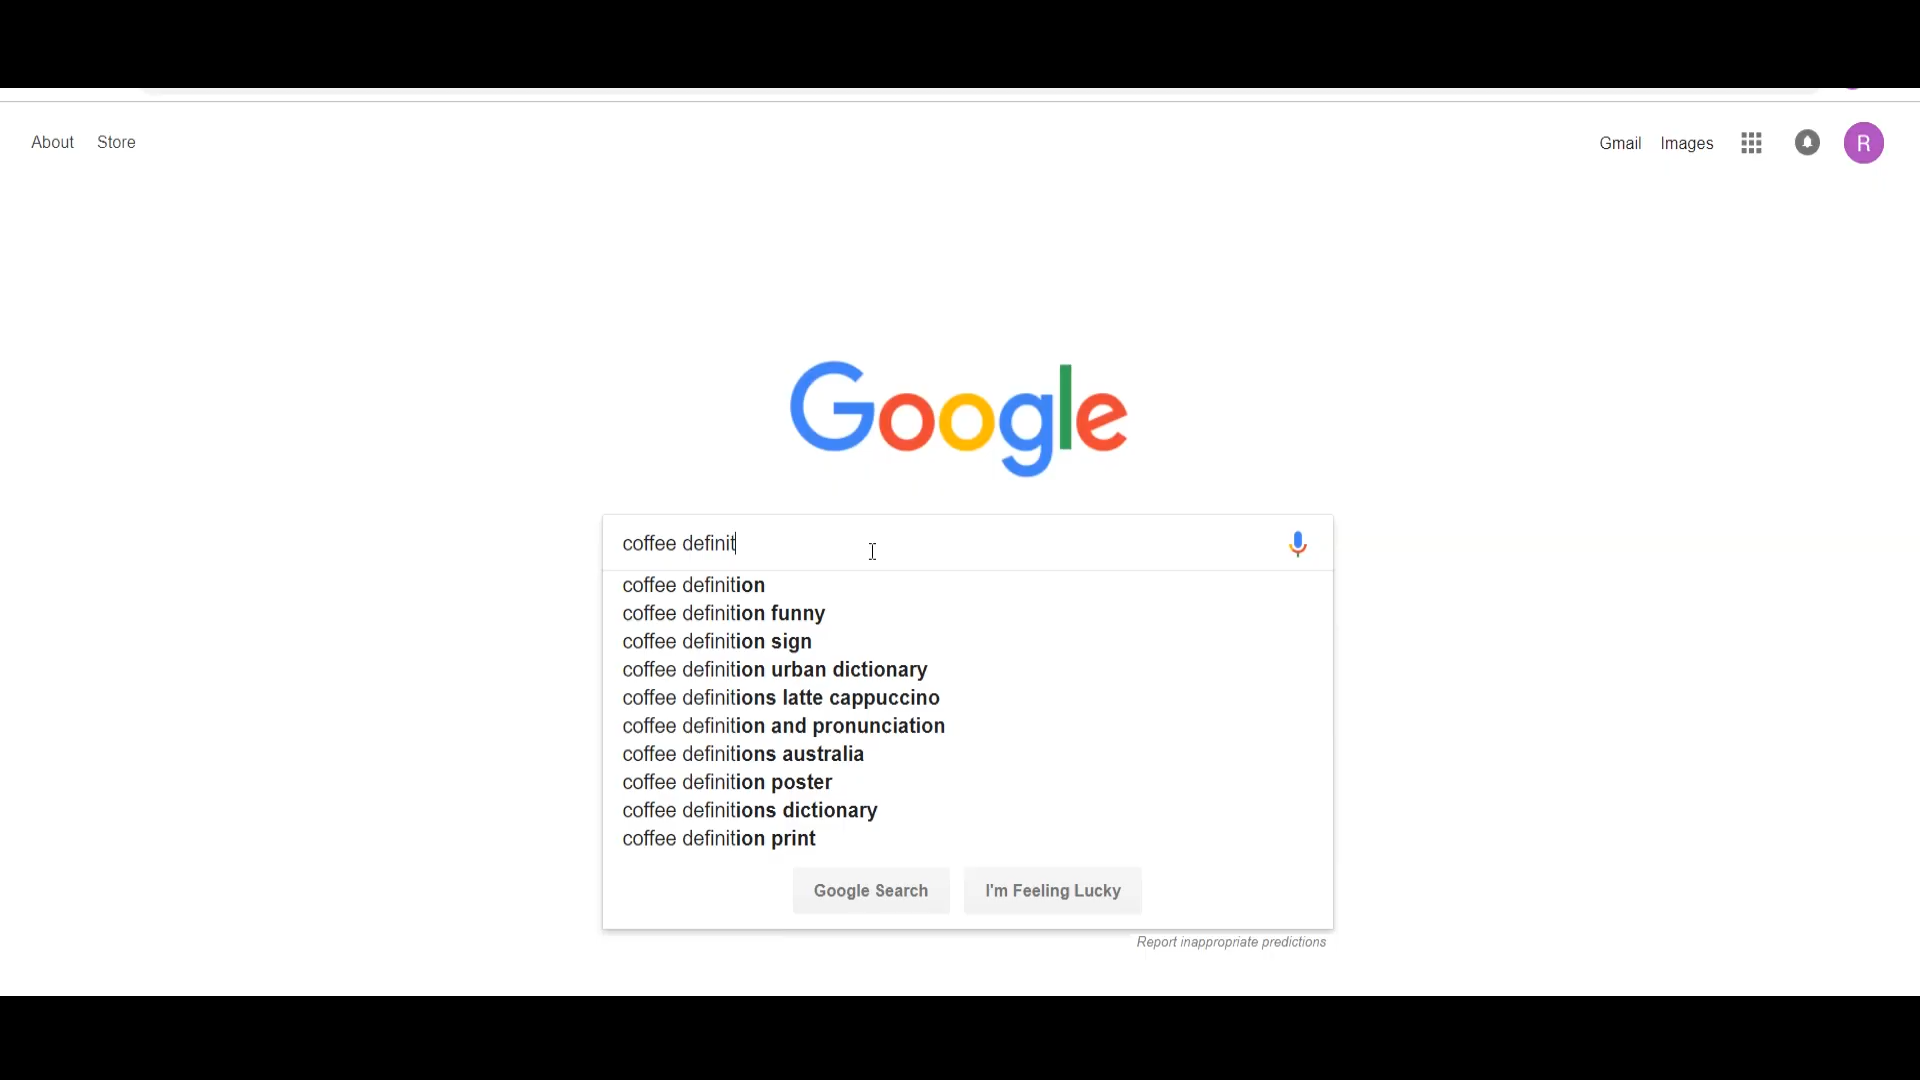 About Store
Gmail Images
R
Google
coffee definit
coffee definition
coffee definition funny
coffee definition sign
coffee definition urban dictionary
coffee definitions latte cappuccino
coffee definition and pronunciation
coffee definitions australia
coffee definition poster
coffee definitions dictionary
coffee definition print
Google Search I'm Feeling Lucky
Report inappropriate predictions